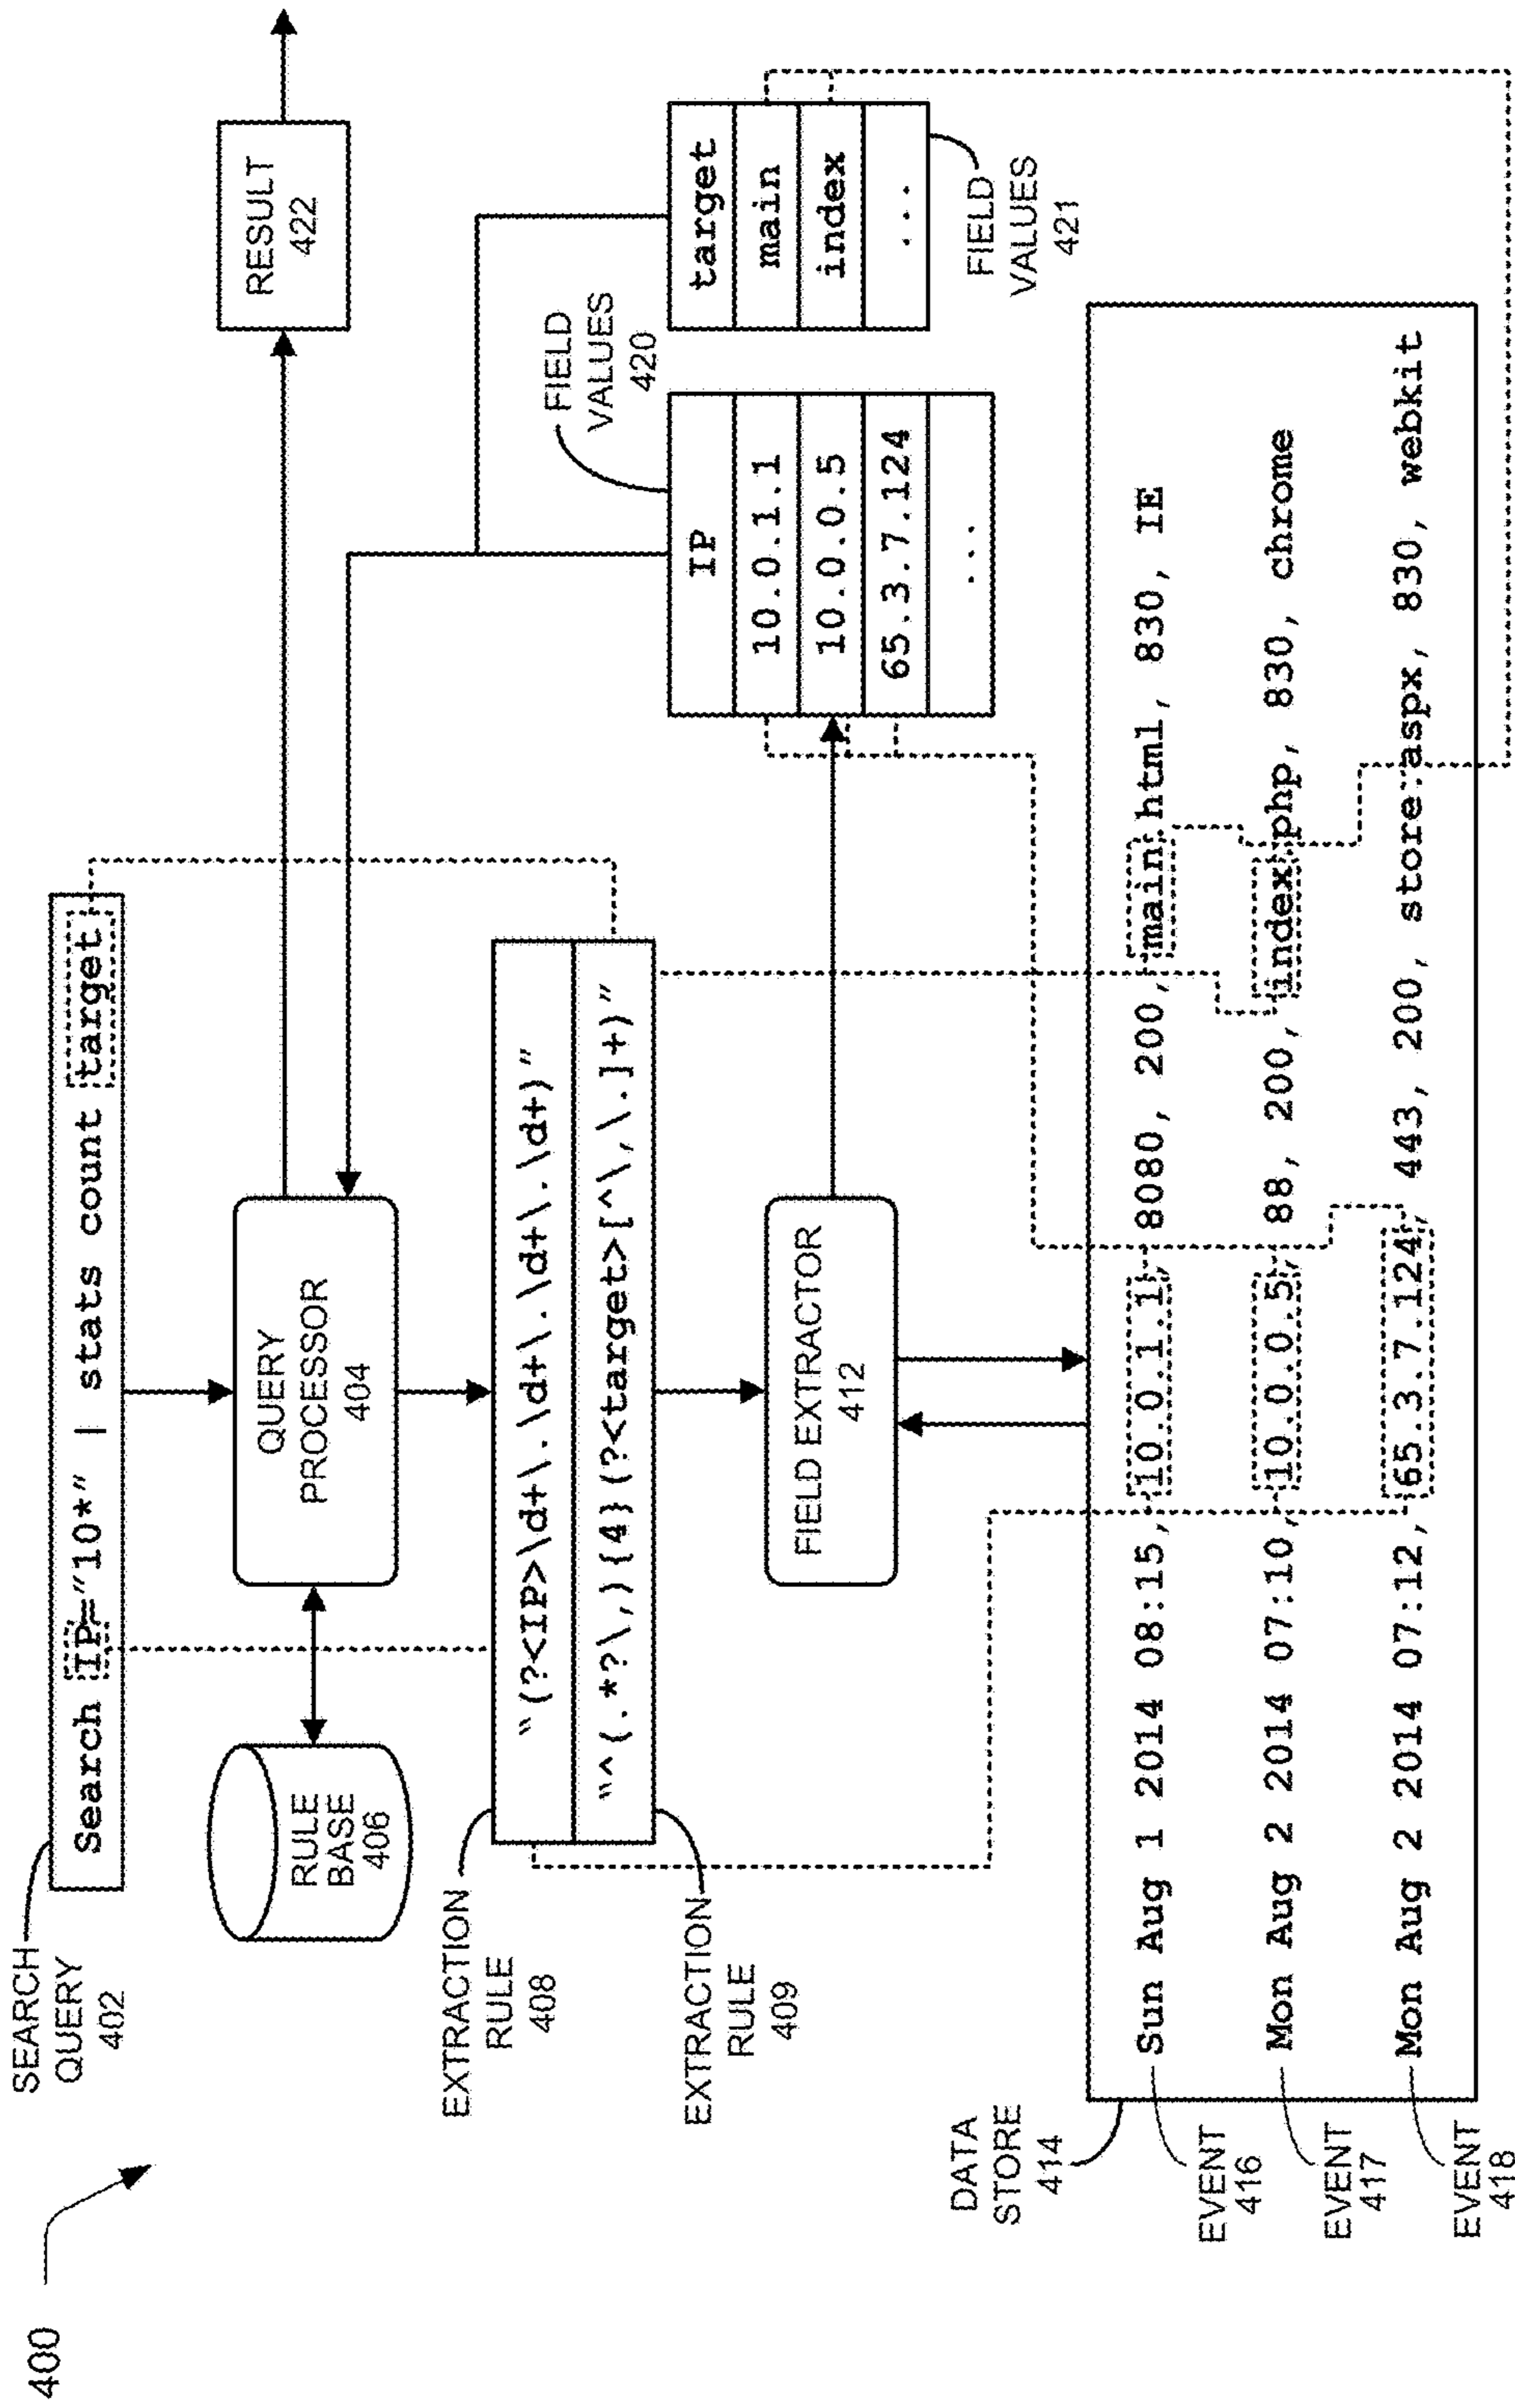 400
SEARCH
QUERY
402
Search IP="10*" | stats count target
RULE
BASE
406
QUERY
PROCESSOR
404
RESULT
422
EXTRACTION
RULE
408
"(?<IP>\d+\.\d+\.\d+\.\d+)"
"^(.*?\,){4}(?<target>[^\,\.]+)"
EXTRACTION
RULE
409
FIELD EXTRACTOR
412
FIELD
VALUES
420
IP
10.0.1.1
10.0.0.5
65.3.7.124
...
target
main
index
...
FIELD
VALUES
421
DATA
STORE
414
EVENT
416
Sun Aug 1 2014 08:15, 10.0.1.1, 8080, 200, main.html, 830, IE
EVENT
417
Mon Aug 2 2014 07:10, 10.0.0.5, 88, 200, index.php, 830, chrome
EVENT
418
Mon Aug 2 2014 07:12, 65.3.7.124, 443, 200, store.aspx, 830, webkit